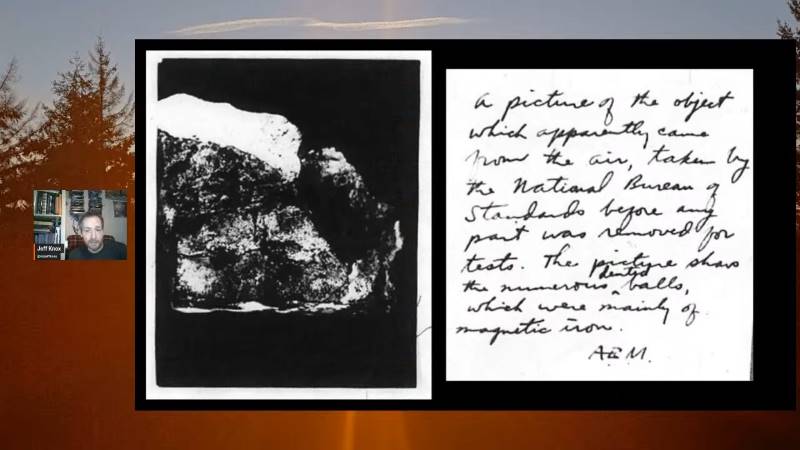 Jeff Knox
A picture of the object
which apparently came
from the air, taken by
the National Bureau of
Standards before any
part was removed for
tests. The picture shows
the numerous balls,
which were mainly of
magnetic iron.